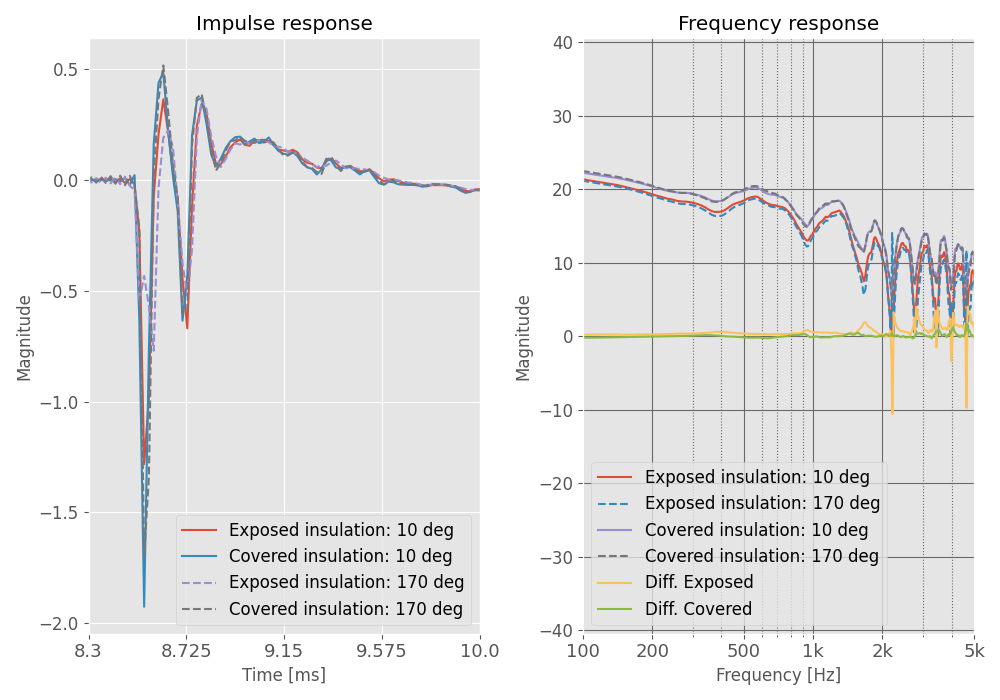 Impulse response
0.5
0.0
−0.5
−1.0
−1.5
−2.0
Magnitude
8.3
8.725
9.15
9.575
10.0
Time [ms]
Exposed insulation: 10 deg
Covered insulation: 10 deg
Exposed insulation: 170 deg
Covered insulation: 170 deg
Frequency response
40
30
20
10
0
−10
−20
−30
−40
Magnitude
100
200
500
1k
2k
5k
Frequency [Hz]
Exposed insulation: 10 deg
Exposed insulation: 170 deg
Covered insulation: 10 deg
Covered insulation: 170 deg
Diff. Exposed
Diff. Covered